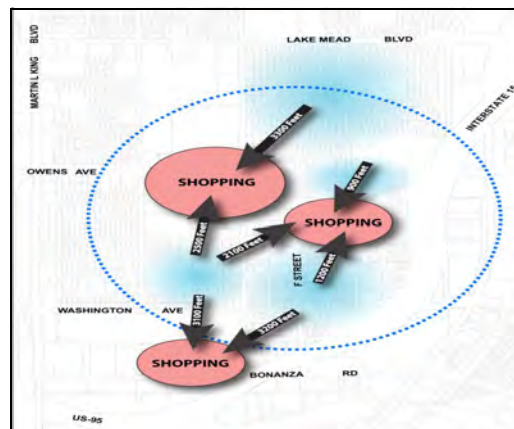 LAKE MEAD BLVD
MARTIN L KING BLVD
INTERSTATE 15
3300 Feet
OWENS AVE
SHOPPING
900 Feet
SHOPPING
2500 Feet
2100 Feet
F STREET
1200 Feet
WASHINGTON AVE
3100 Feet
3200 Feet
SHOPPING
BONANZA RD
US-95